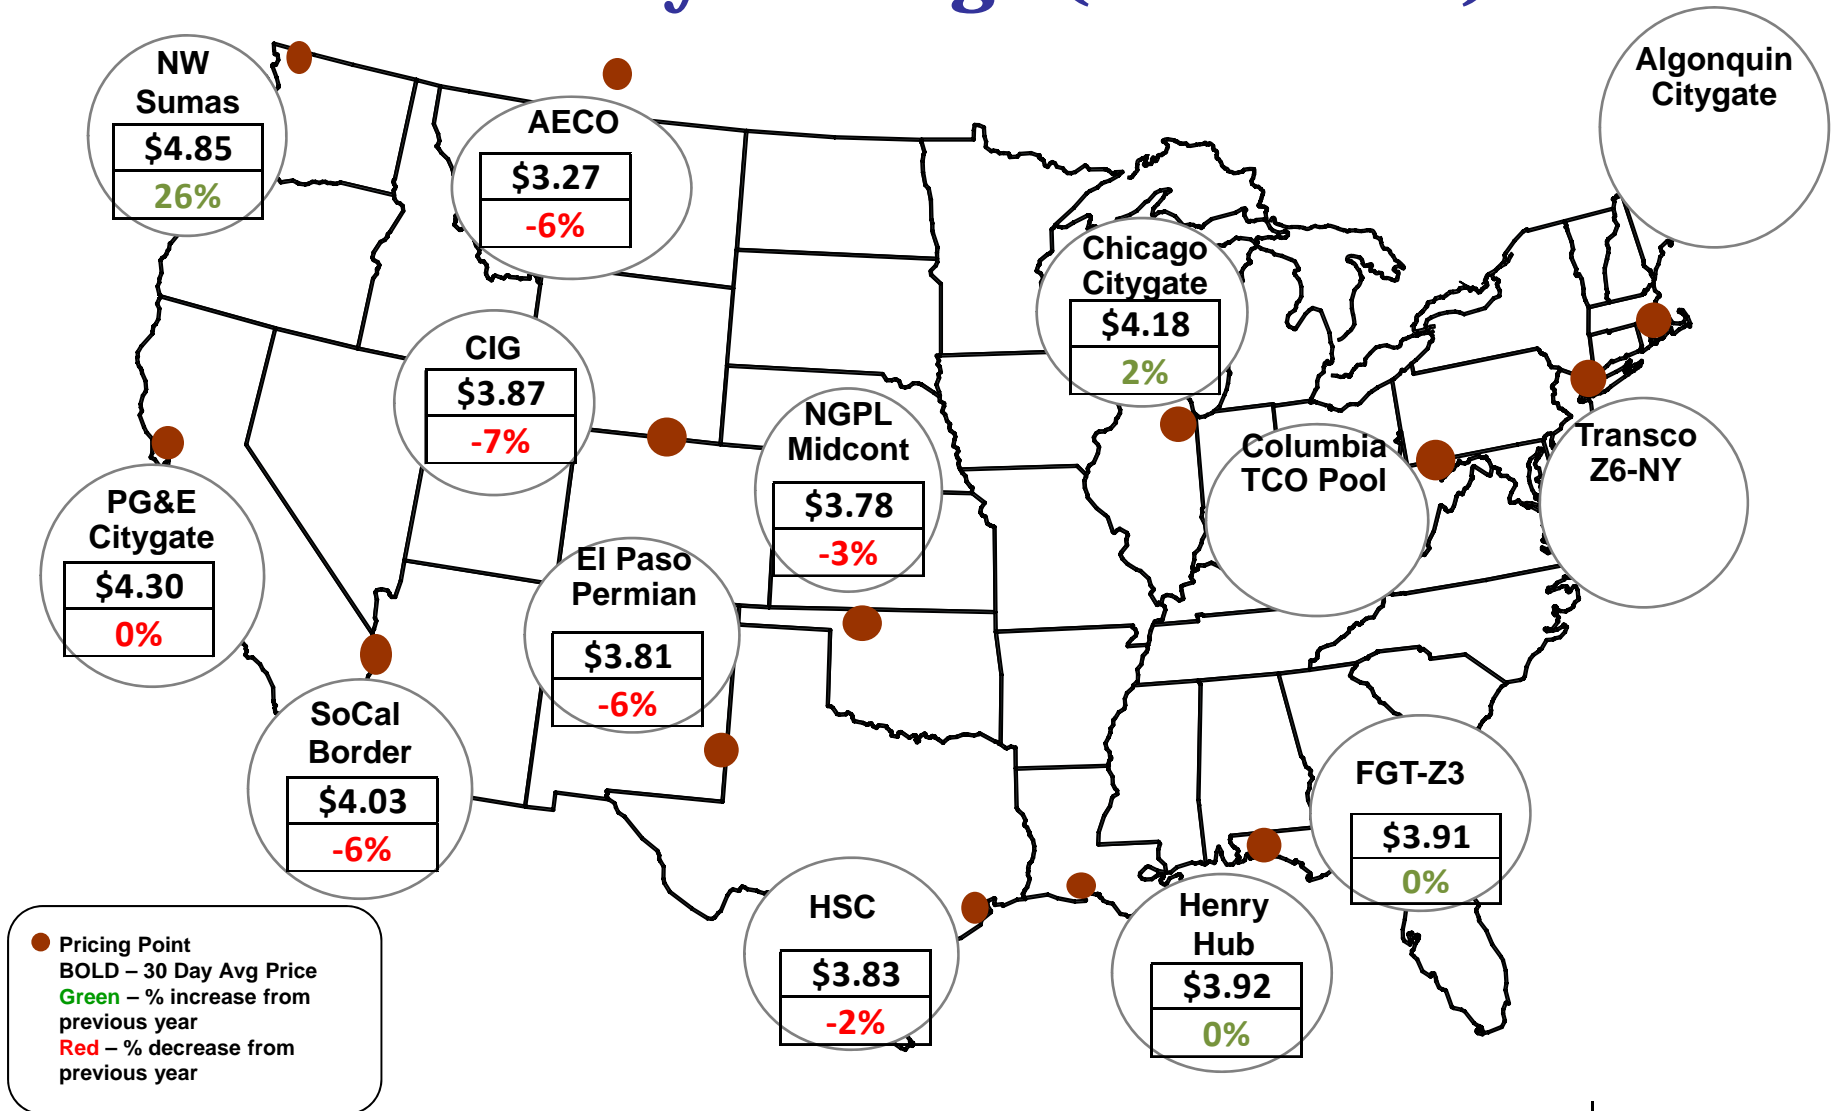 NW
Sumas
$4.85
26%
AECO
$3.27
-6%
Algonquin
Citygate
Chicago
Citygate
$4.18
2%
CIG
$3.87
-7%
NGPL
Midcont
$3.78
-3%
Columbia
TCO Pool
Transco
Z6-NY
PG&E
Citygate
$4.30
0%
El Paso
Permian
$3.81
-6%
SoCal
Border
$4.03
-6%
FGT-Z3
$3.91
0%
HSC
$3.83
-2%
Henry
Hub
$3.92
0%
Pricing Point
BOLD – 30 Day Avg Price
Green – % increase from
previous year
Red – % decrease from
previous year